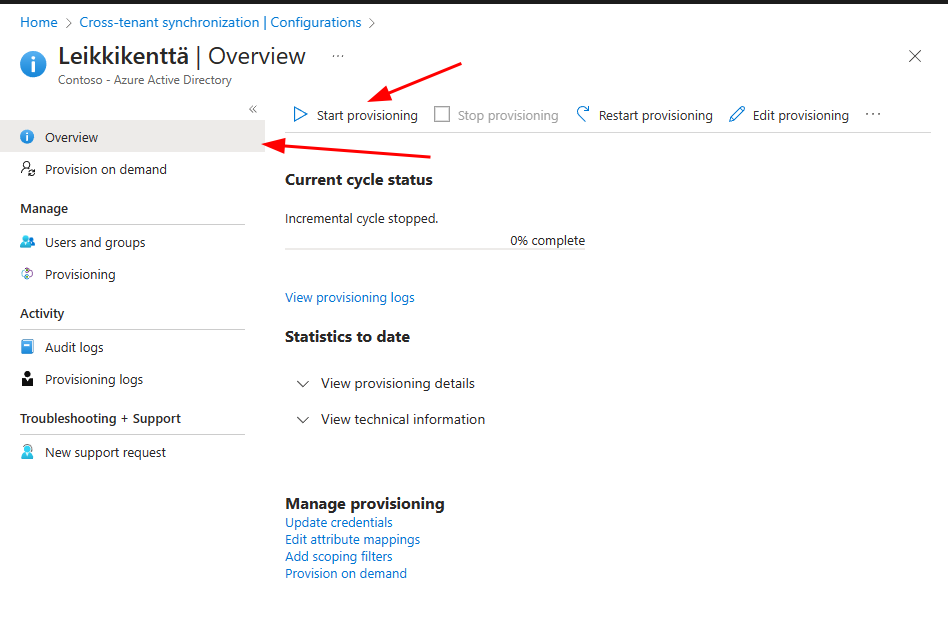 Home > Cross-tenant synchronization | Configurations >
Leikkikenttä | Overview ...
Contoso - Azure Active Directory
«
Start provisioning Stop provisioning Restart provisioning Edit provisioning ...
Overview
Provision on demand
Manage
Users and groups
Provisioning
Activity
Audit logs
Provisioning logs
Troubleshooting + Support
New support request
Current cycle status
Incremental cycle stopped.
0% complete
View provisioning logs
Statistics to date
View provisioning details
View technical information
Manage provisioning
Update credentials
Edit attribute mappings
Add scoping filters
Provision on demand